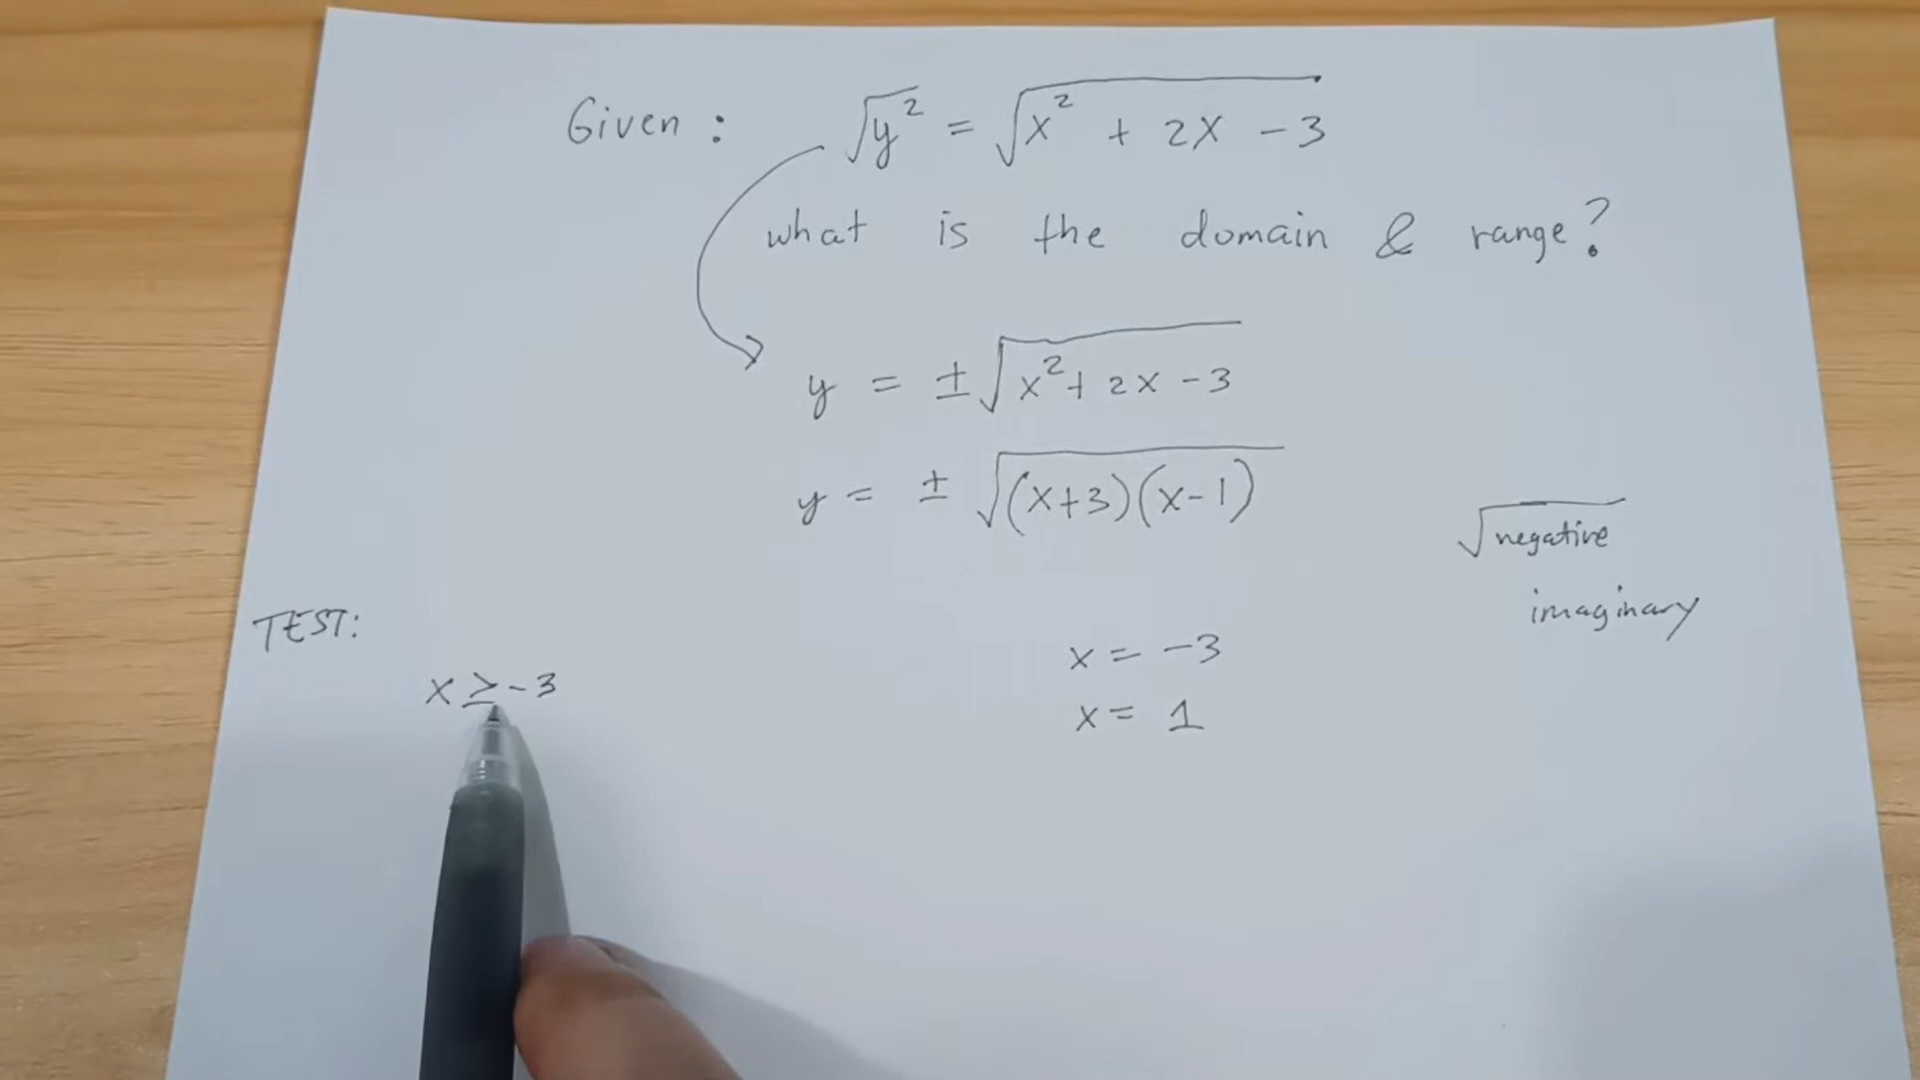 Given : √y² = √x² + 2x - 3
what is the domain & range?
y = ±√x² + 2x - 3
y = ± √(x+3)(x-1)
√negative
imaginary
TEST:
x ≥ -3
x = -3
x = 1